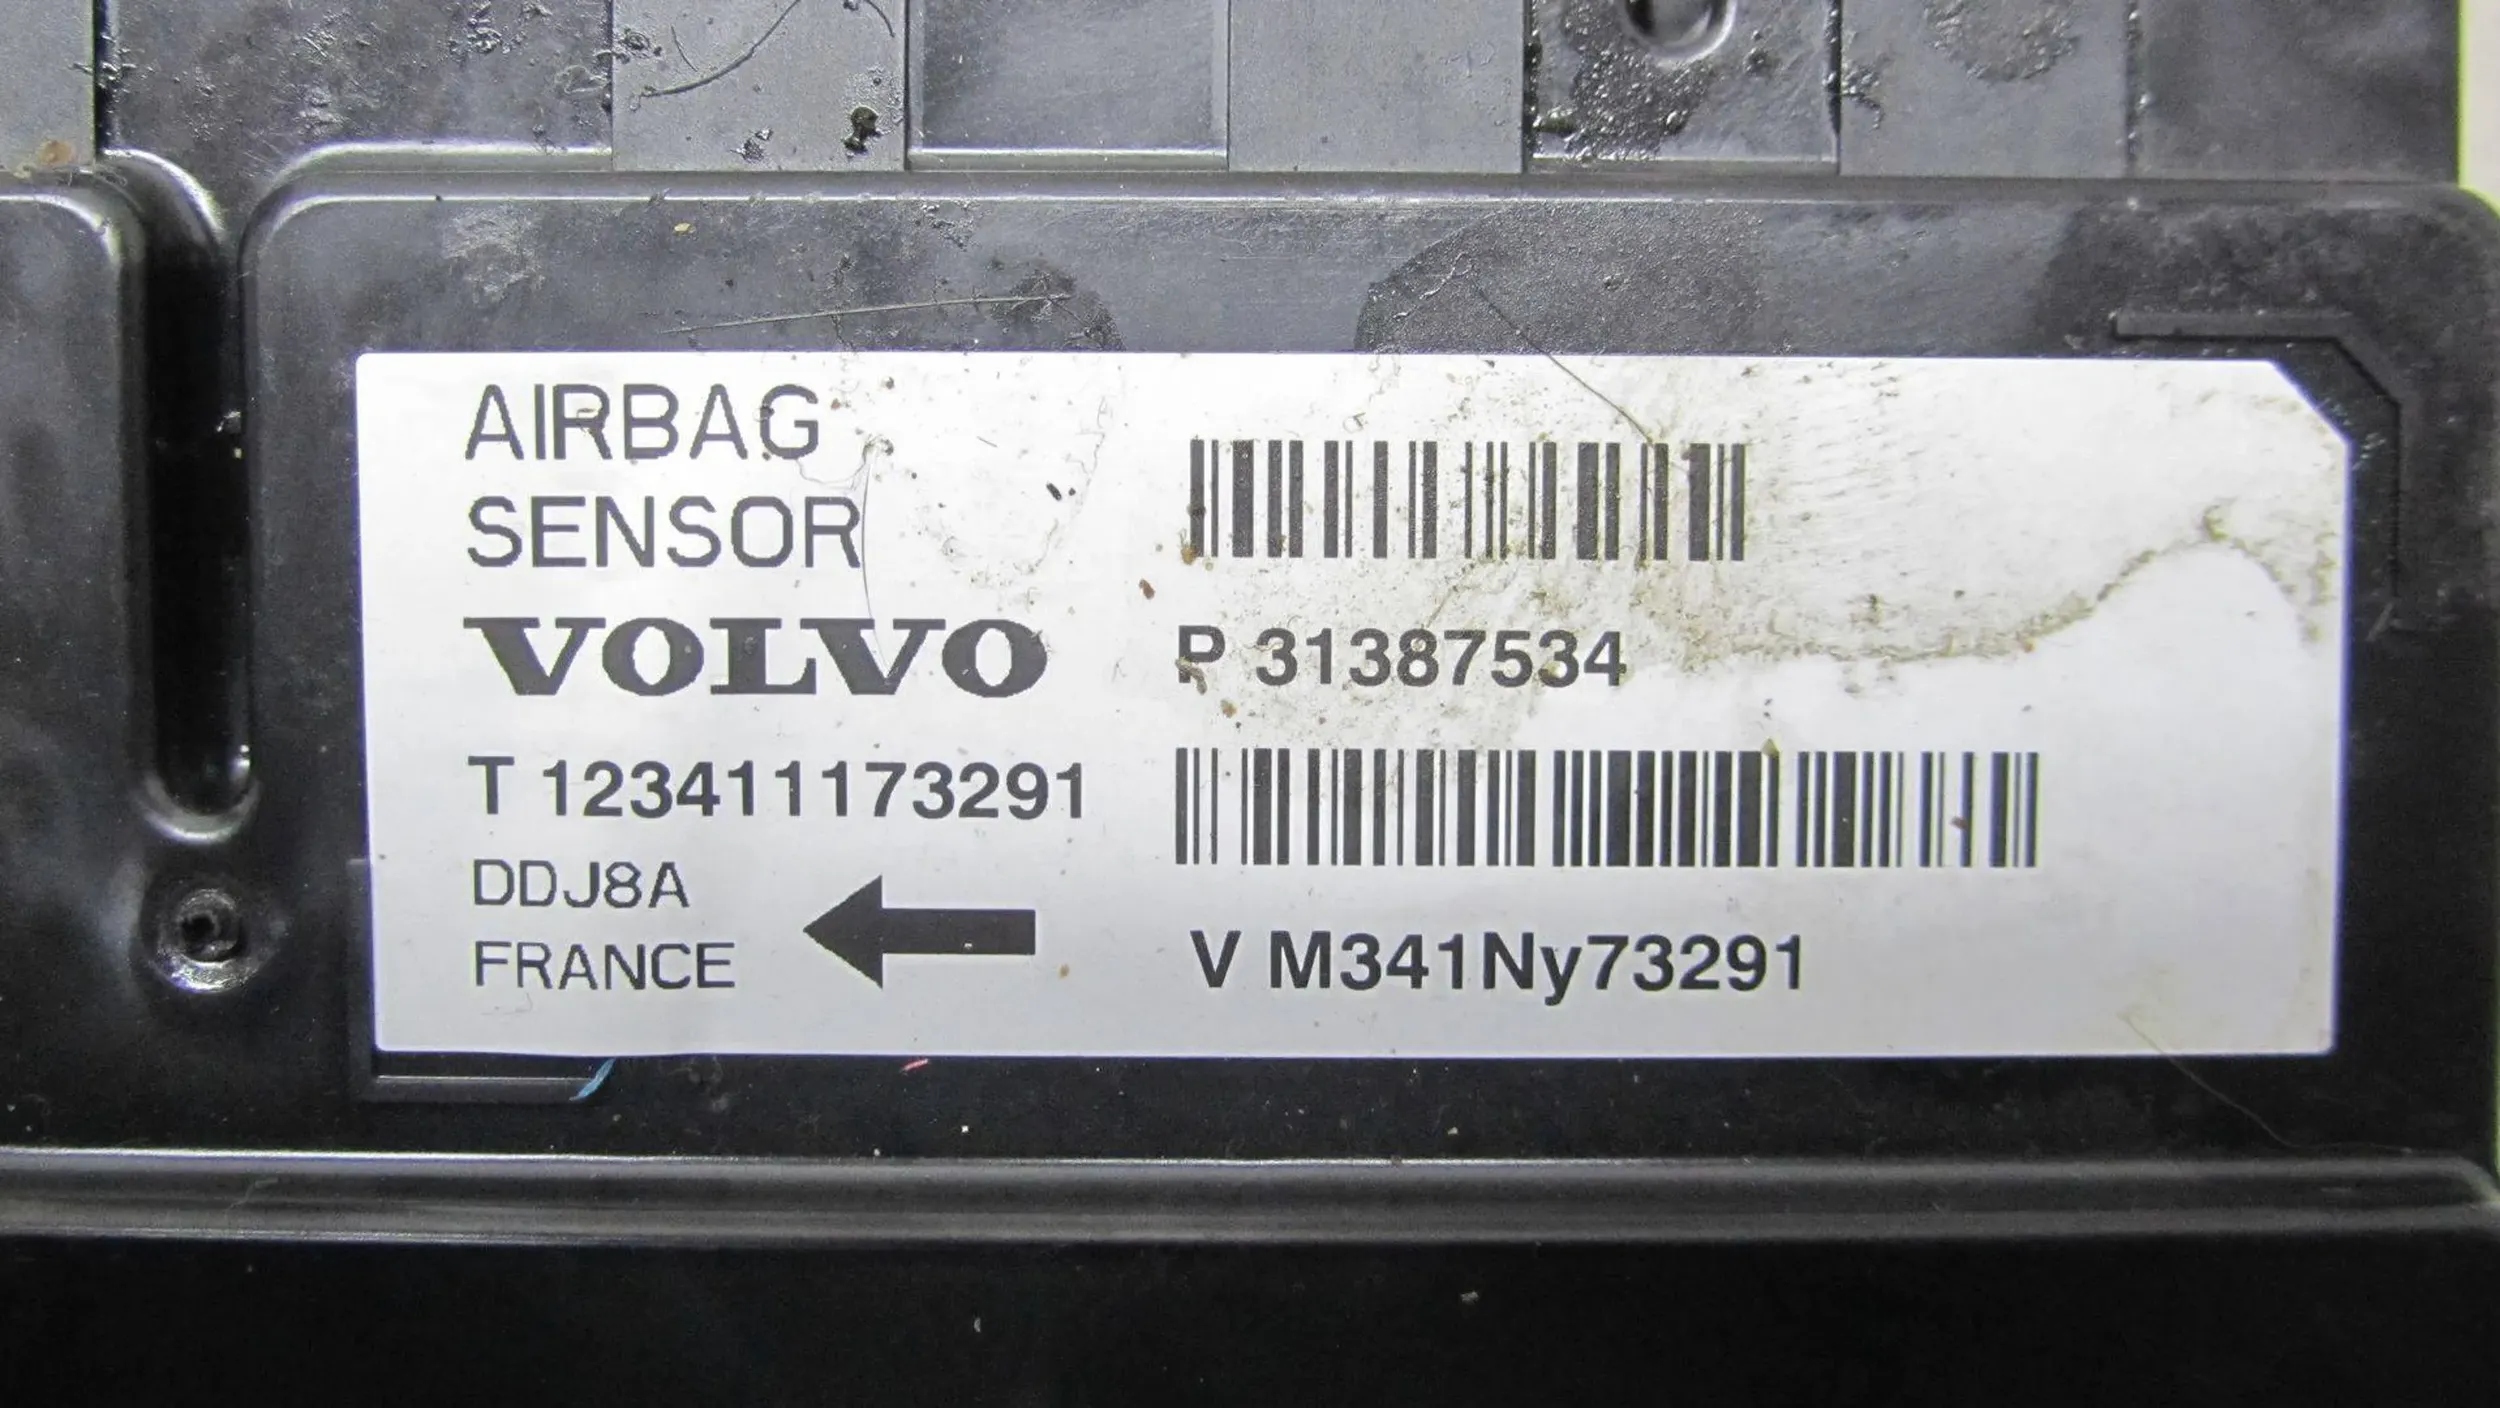 AIRBAG
SENSOR
VOLVO
T 123411173291
DDJ8A
FRANCE
P 31387534
V M341Ny73291